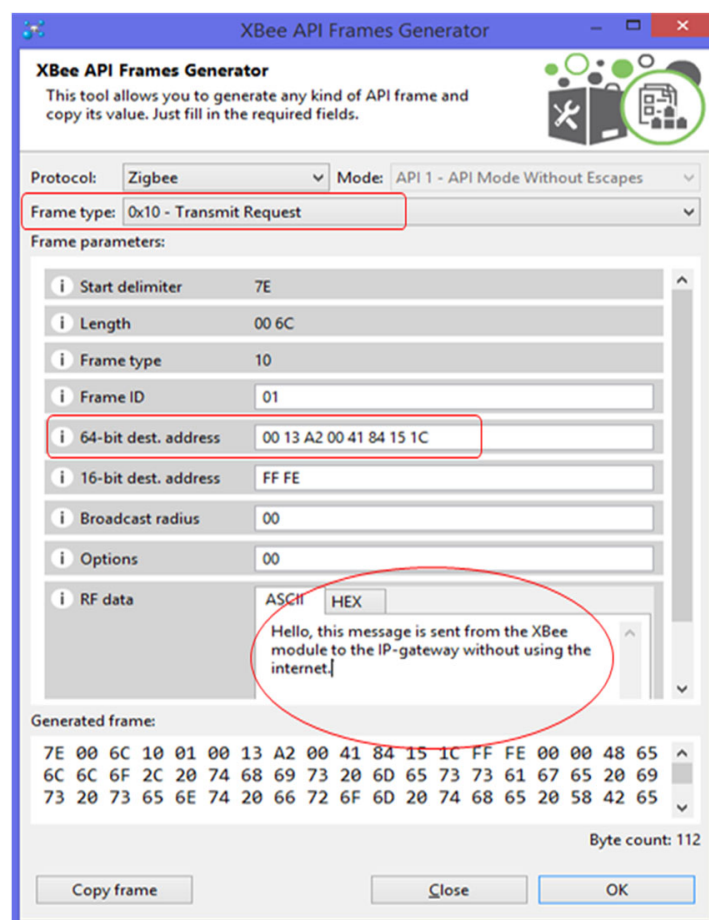 XBee API Frames Generator
XBee API Frames Generator
This tool allows you to generate any kind of API frame and
copy its value. Just fill in the required fields.
Protocol: Zigbee Mode: API 1 - API Mode Without Escapes
Frame type: 0x10 - Transmit Request
Frame parameters:
i Start delimiter 7E
i Length 00 6C
i Frame type 10
i Frame ID 01
i 64-bit dest. address 00 13 A2 00 41 84 15 1C
i 16-bit dest. address FF FE
i Broadcast radius 00
i Options 00
i RF data ASCII HEX
Hello, this message is sent from the XBee
module to the IP-gateway without using the
internet.
Generated frame:
7E 00 6C 10 01 00 13 A2 00 41 84 15 1C FF FE 00 00 48 65
6C 6C 6F 2C 20 74 68 69 73 20 6D 65 73 73 61 67 65 20 69
73 20 73 65 6E 74 20 66 72 6F 6D 20 74 68 65 20 58 42 65
Byte count: 112
Copy frame Close OK